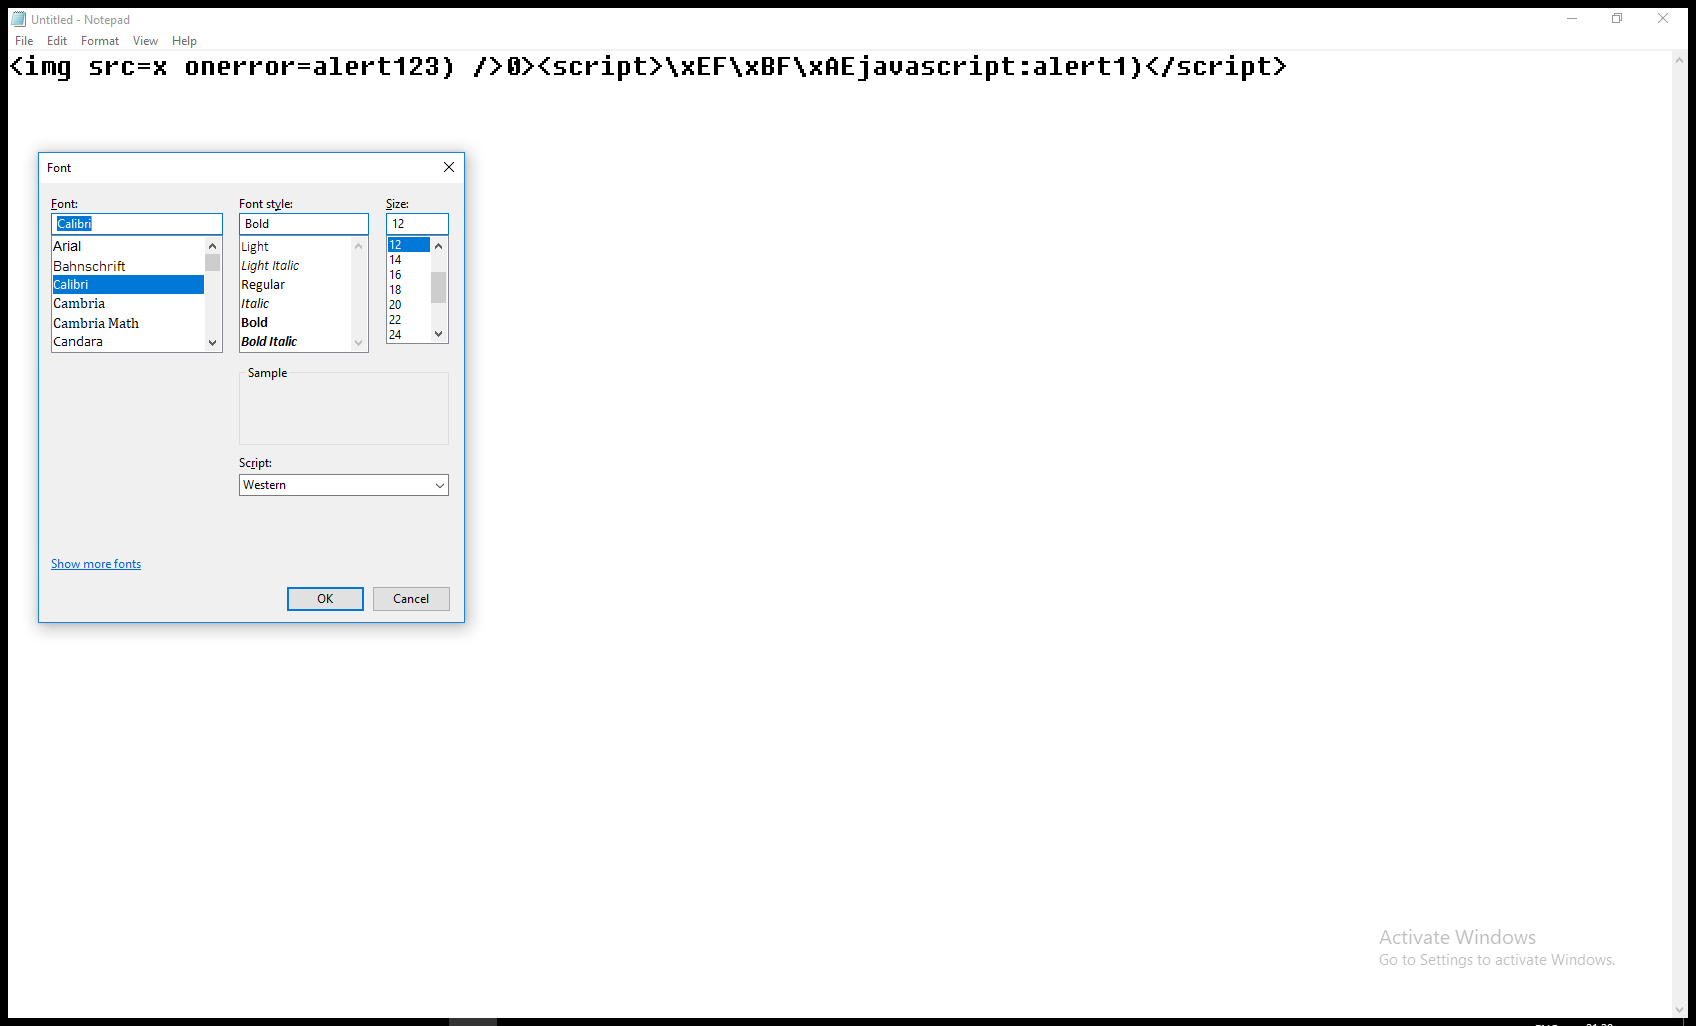 Untitled - Notepad
File Edit Format View Help
<img src=x onerror=alert123) />0><script>\xEF\xBF\xAEjavascript:alert1)</script>
Font
Font: Font style: Size:
Calibri Bold 12
Arial
Bahnschrift
Calibri
Cambria
Cambria Math
Candara
Light
Light Italic
Regular
Italic
Bold
Bold Italic
12
14
16
18
20
22
24
Sample
Script:
Western
Show more fonts
OK Cancel
Activate Windows
Go to Settings to activate Windows.